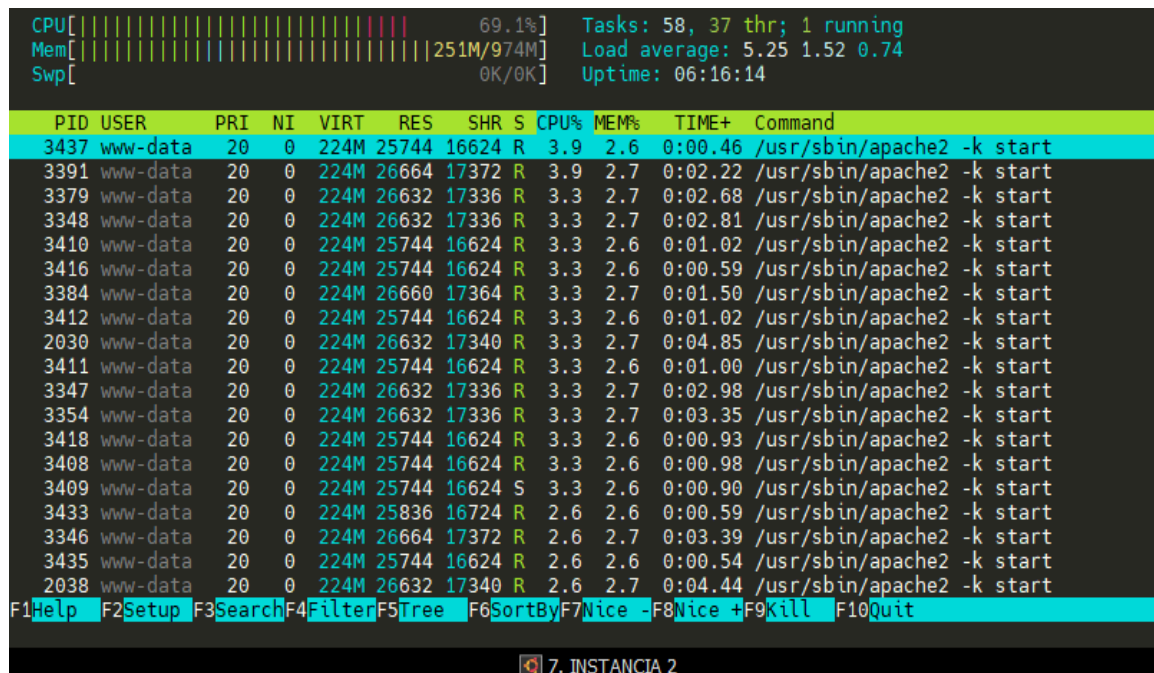 CPU[||||||||||||||||||||||||||||| 69.1%] Tasks: 58, 37 thr; 1 running
Mem[|||||||||||||||||||||||||||||||251M/974M] Load average: 5.25 1.52 0.74
Swp[ 0K/0K] Uptime: 06:16:14
PID USER PRI NI VIRT RES SHR S CPU% MEM% TIME+ Command
3437 www-data 20 0 224M 25744 16624 R 3.9 2.6 0:00.46 /usr/sbin/apache2 -k start
3391 www-data 20 0 224M 26664 17372 R 3.9 2.7 0:02.22 /usr/sbin/apache2 -k start
3379 www-data 20 0 224M 26632 17336 R 3.3 2.7 0:02.68 /usr/sbin/apache2 -k start
3348 www-data 20 0 224M 26632 17336 R 3.3 2.7 0:02.81 /usr/sbin/apache2 -k start
3410 www-data 20 0 224M 25744 16624 R 3.3 2.6 0:01.02 /usr/sbin/apache2 -k start
3416 www-data 20 0 224M 25744 16624 R 3.3 2.6 0:00.59 /usr/sbin/apache2 -k start
3384 www-data 20 0 224M 26660 17364 R 3.3 2.7 0:01.50 /usr/sbin/apache2 -k start
3412 www-data 20 0 224M 25744 16624 R 3.3 2.6 0:01.02 /usr/sbin/apache2 -k start
2030 www-data 20 0 224M 26632 17340 R 3.3 2.7 0:04.85 /usr/sbin/apache2 -k start
3411 www-data 20 0 224M 25744 16624 R 3.3 2.6 0:01.00 /usr/sbin/apache2 -k start
3347 www-data 20 0 224M 26632 17336 R 3.3 2.7 0:02.98 /usr/sbin/apache2 -k start
3354 www-data 20 0 224M 26632 17336 R 3.3 2.7 0:03.35 /usr/sbin/apache2 -k start
3418 www-data 20 0 224M 25744 16624 R 3.3 2.6 0:00.93 /usr/sbin/apache2 -k start
3408 www-data 20 0 224M 25744 16624 R 3.3 2.6 0:00.98 /usr/sbin/apache2 -k start
3409 www-data 20 0 224M 25744 16624 S 3.3 2.6 0:00.90 /usr/sbin/apache2 -k start
3433 www-data 20 0 224M 25836 16724 R 2.6 2.6 0:00.59 /usr/sbin/apache2 -k start
3346 www-data 20 0 224M 26664 17372 R 2.6 2.7 0:03.39 /usr/sbin/apache2 -k start
3435 www-data 20 0 224M 25744 16624 R 2.6 2.6 0:00.54 /usr/sbin/apache2 -k start
2038 www-data 20 0 224M 26632 17340 R 2.6 2.7 0:04.44 /usr/sbin/apache2 -k start
F1Help F2Setup F3SearchF4FilterF5Tree F6SortByF7Nice -F8Nice +F9Kill F10Quit
7. INSTANCIA 2